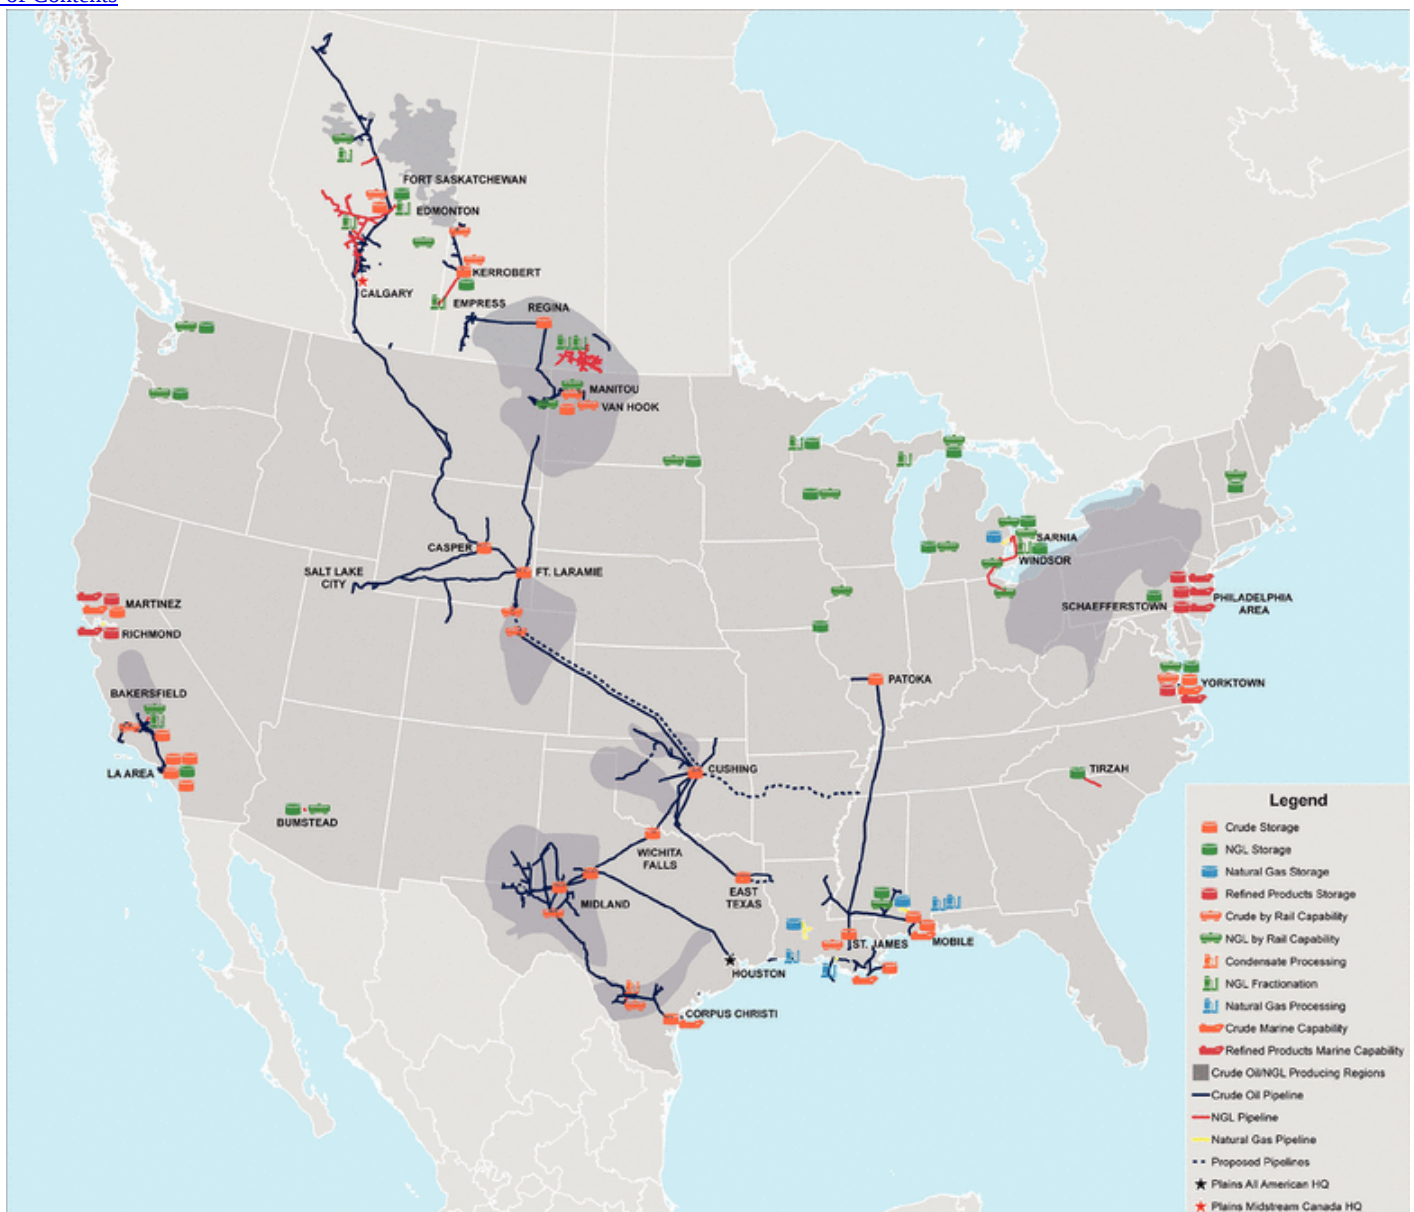 of Contents
FORT SASKATCHEWAN
EDMONTON
KERROBERT
CALGARY
EMPRESS
REGINA
MANITOU
VAN HOOK
CASPER
SALT LAKE
CITY
FT. LARAMIE
SARNIA
WINDSOR
MARTINEZ
RICHMOND
SCHAEFFERSTOWN
PHILADELPHIA
AREA
BAKERSFIELD
PATOKA
YORKTOWN
LA AREA
CUSHING
TIRZAH
BUMSTEAD
WICHITA
FALLS
EAST
TEXAS
MIDLAND
ST. JAMES
MOBILE
HOUSTON
CORPUS CHRISTI
Legend
Crude Storage
NGL Storage
Natural Gas Storage
Refined Products Storage
Crude by Rail Capability
NGL by Rail Capability
Condensate Processing
NGL Fractionation
Natural Gas Processing
Crude Marine Capability
Refined Products Marine Capability
Crude Oil/NGL Producing Regions
Crude Oil Pipeline
NGL Pipeline
Natural Gas Pipeline
Proposed Pipelines
Plains All American HQ
Plains Midstream Canada HQ